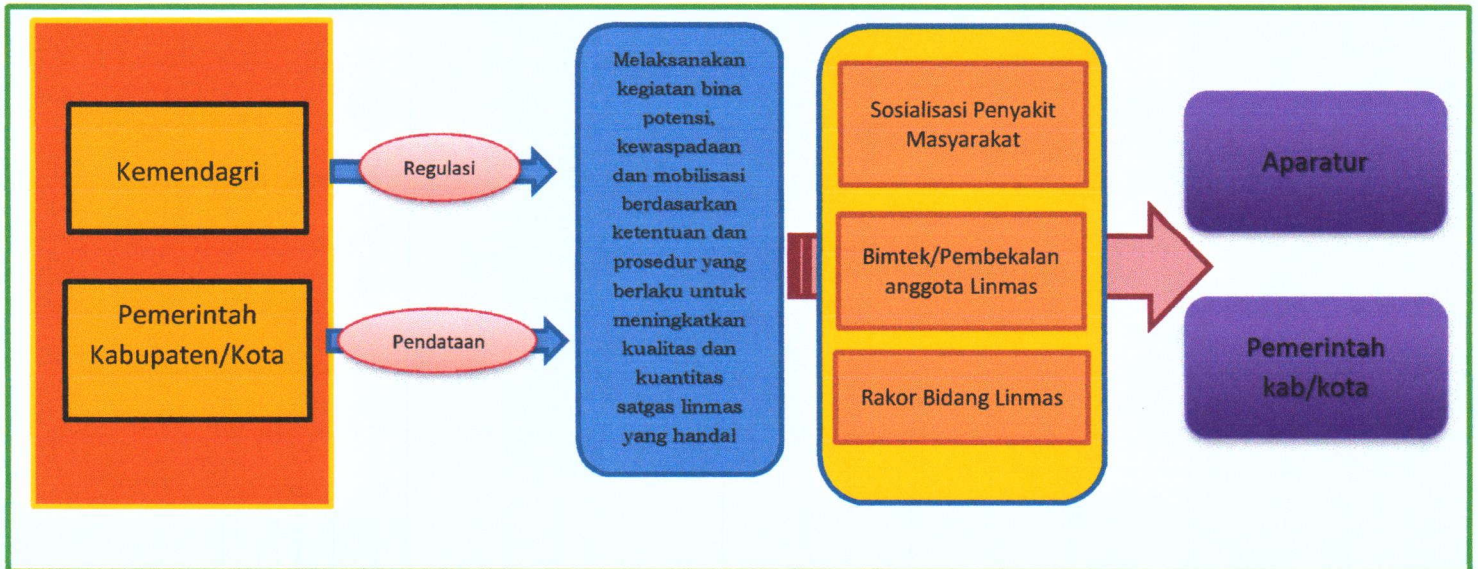 Kemendagri
Pemerintah
Kabupaten/Kota
Regulasi
Pendataan
Melaksanakan
kegiatan bina
potensi,
kewaspadaan
dan mobilisasi
berdasarkan
ketentuan dan
prosedur yang
berlaku untuk
meningkatkan
kualitas dan
kuantitas
satgas linmas
yang handal
Sosialisasi Penyakit
Masyarakat
Bimtek/Pembekalan
anggota Linmas
Rakor Bidang Linmas
Aparatur
Pemerintah
kab/kota